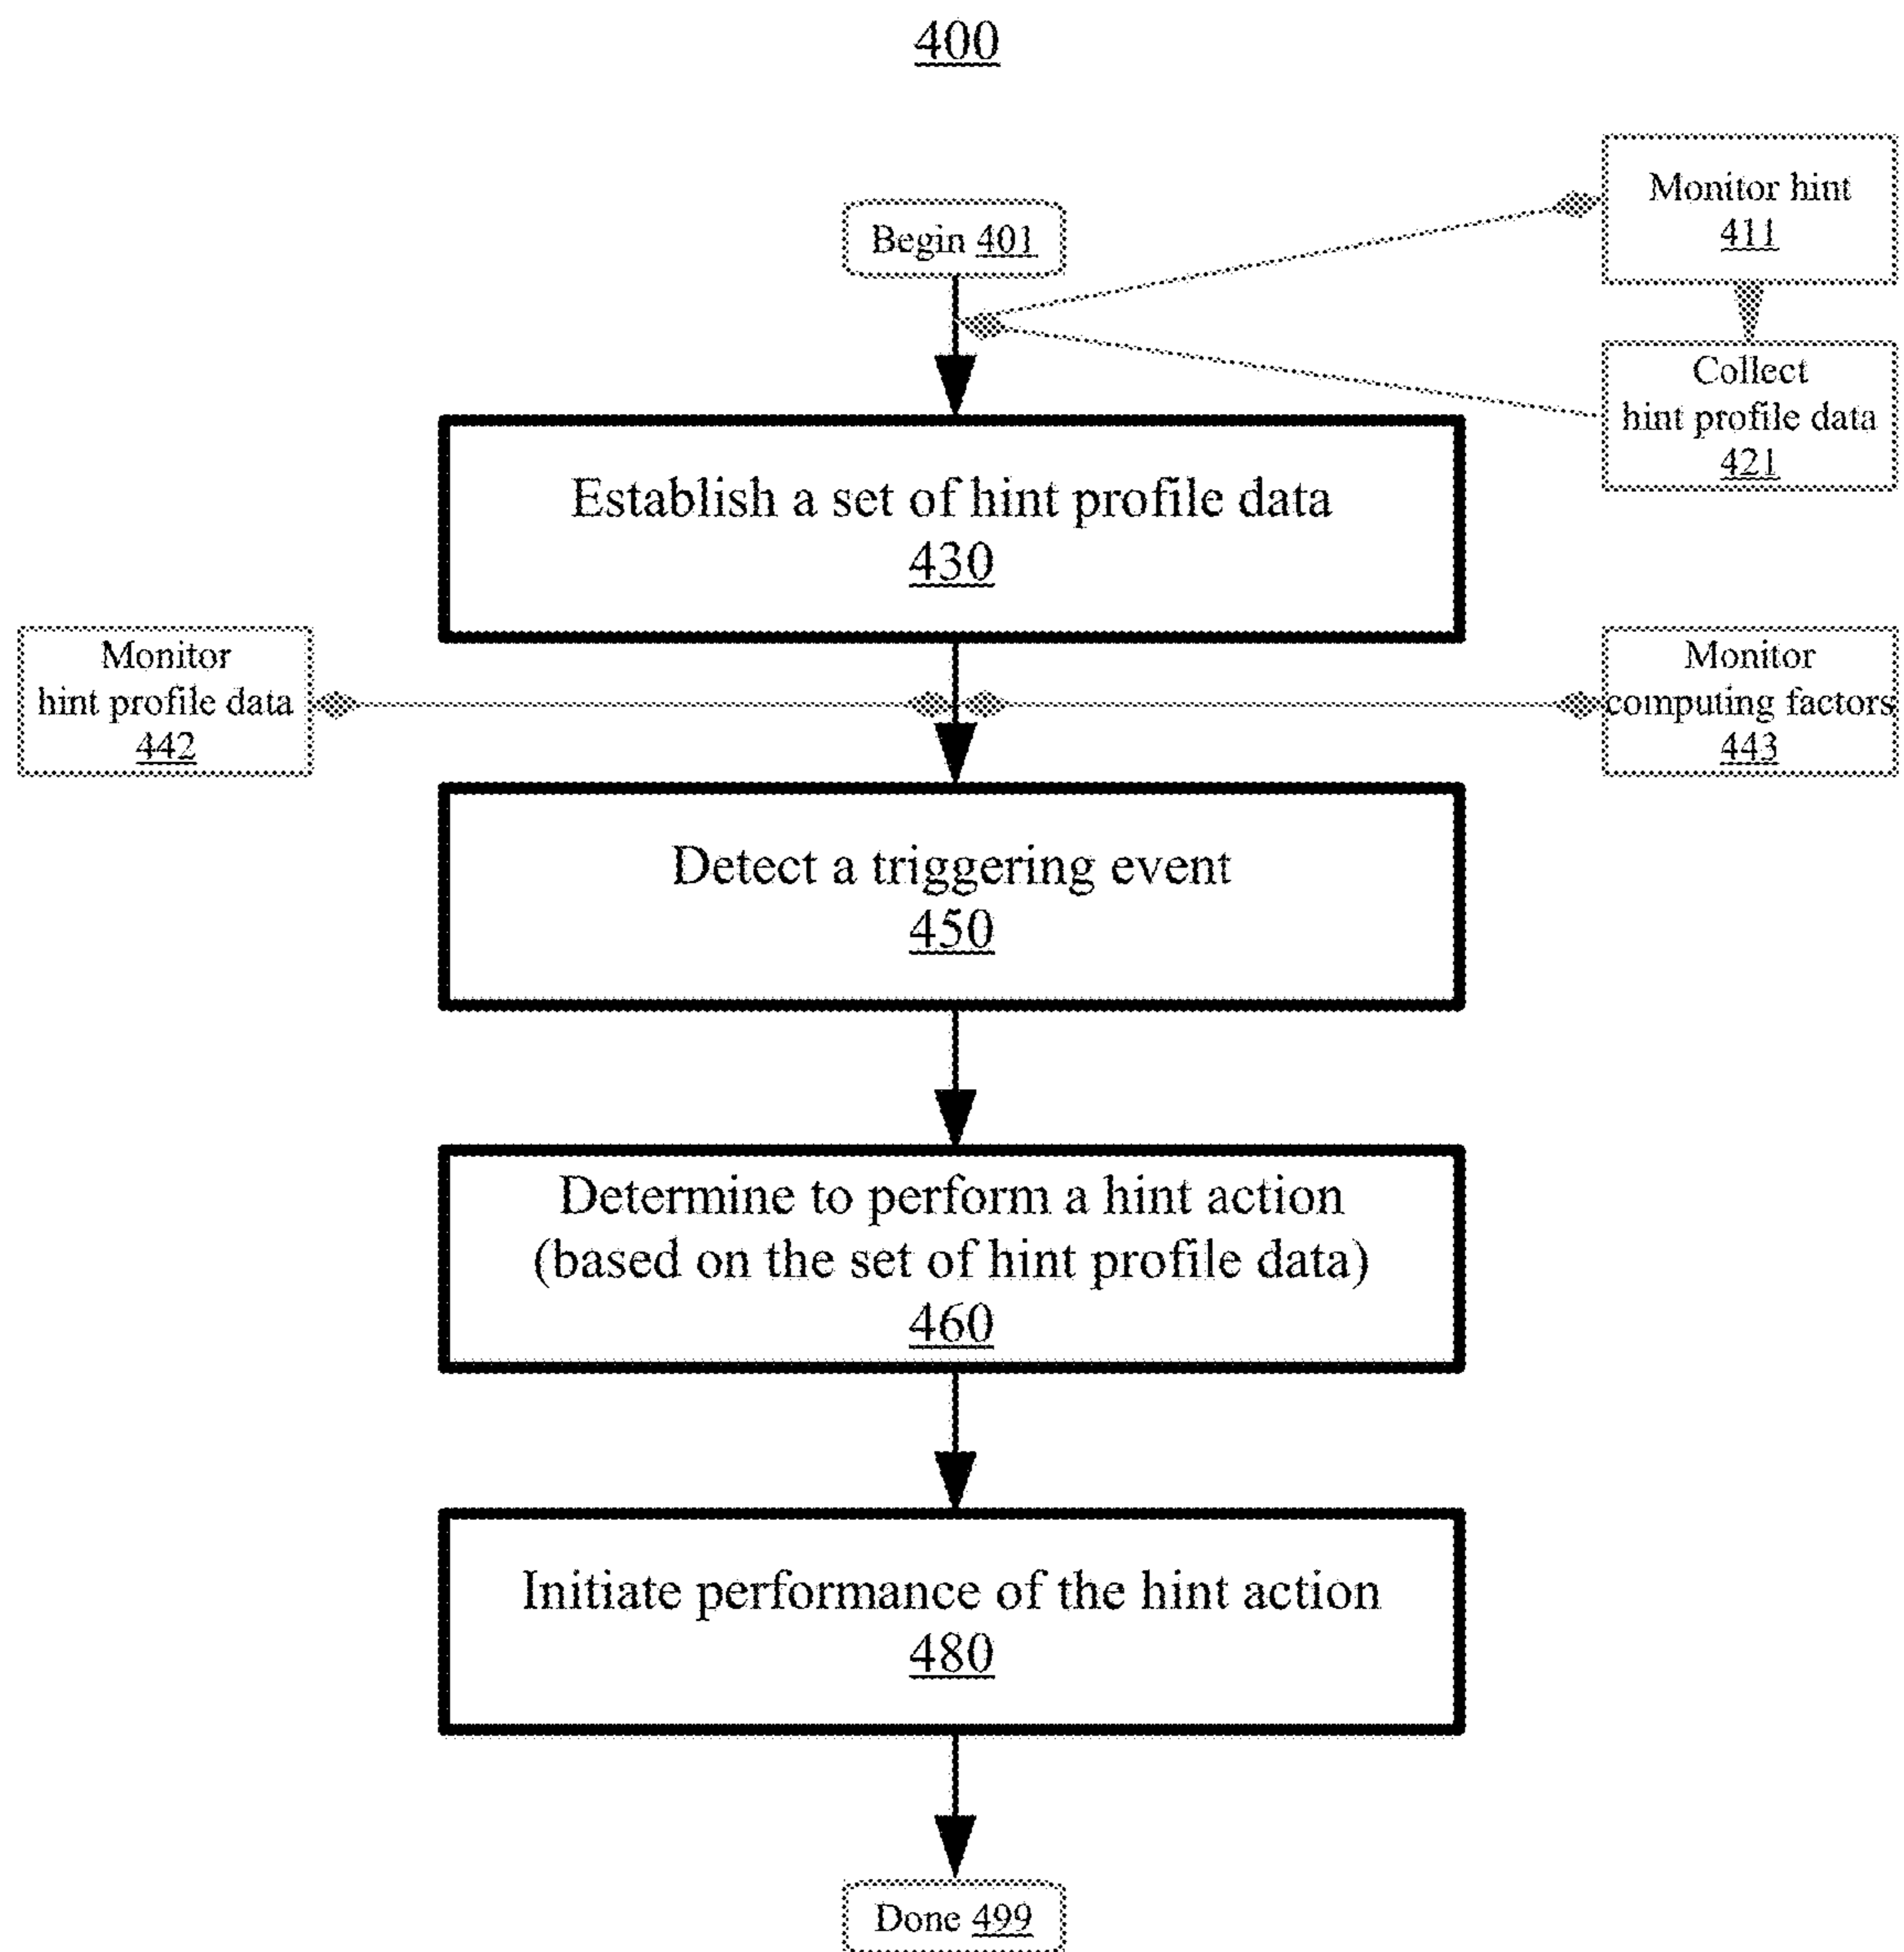 400
Begin 401
Monitor hint
411
Collect
hint profile data
421
Establish a set of hint profile data
430
Monitor
hint profile data
442
Monitor
computing factors
443
Detect a triggering event
450
Determine to perform a hint action
(based on the set of hint profile data)
460
Initiate performance of the hint action
480
Done 499